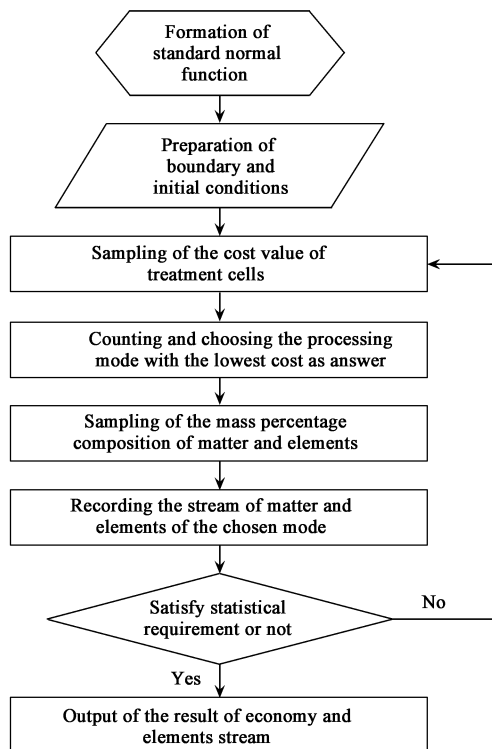 Formation of
standard normal
function
Preparation of
boundary and
initial conditions
Sampling of the cost value of
treatment cells
Counting and choosing the processing
mode with the lowest cost as answer
Sampling of the mass percentage
composition of matter and elements
Recording the stream of matter and
elements of the chosen mode
Satisfy statistical
requirement or not
No
Yes
Output of the result of economy and
elements stream